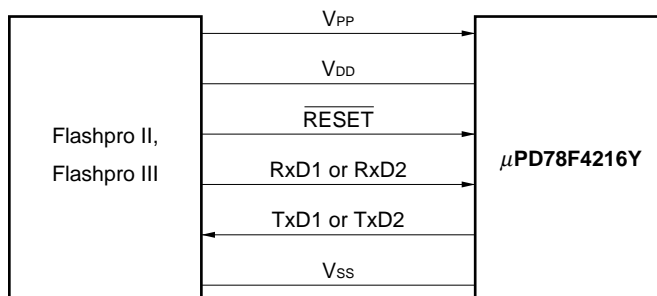 VPP
VDD
RESET
Flashpro II,
Flashpro III
μPD78F4216Y
RxD1 or RxD2
TxD1 or TxD2
VSS